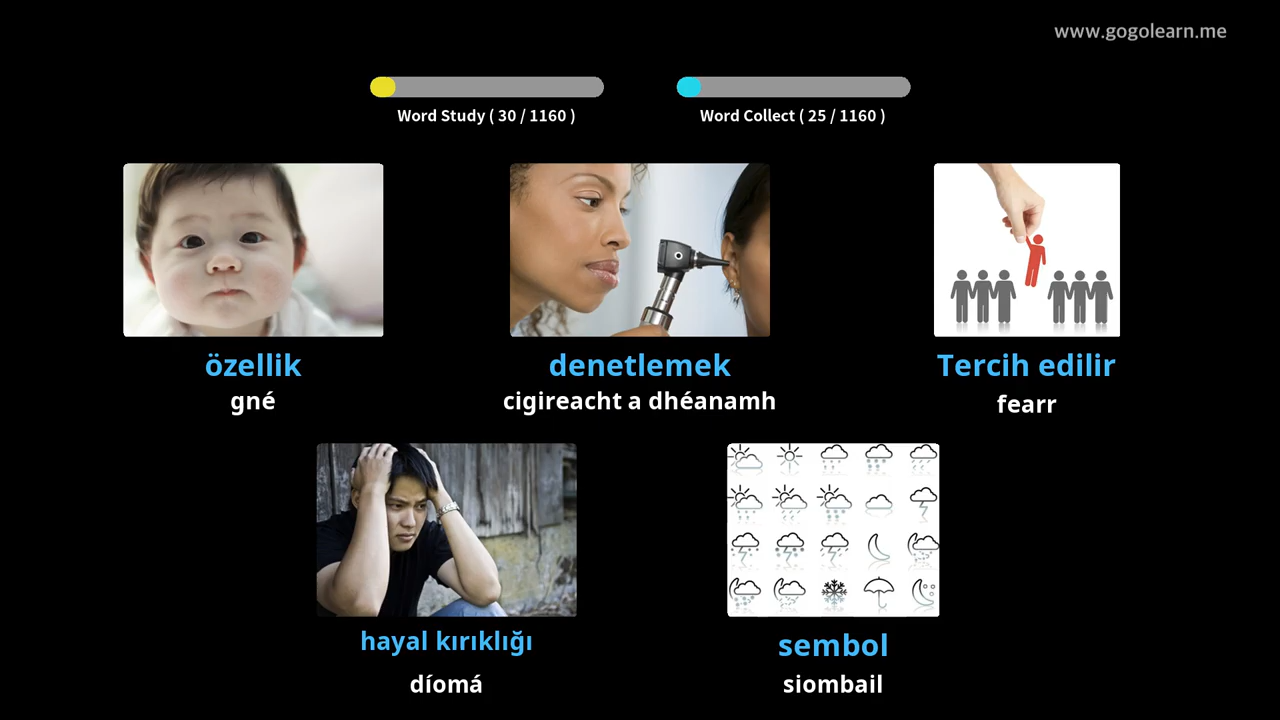 www.gogolearn.me
Word Study ( 30 / 1160 )
Word Collect ( 25 / 1160 )
özellik
gné
denetlemek
cigireacht a dhéanamh
Tercih edilir
fearr
hayal kırıklığı
díomá
sembol
siombail